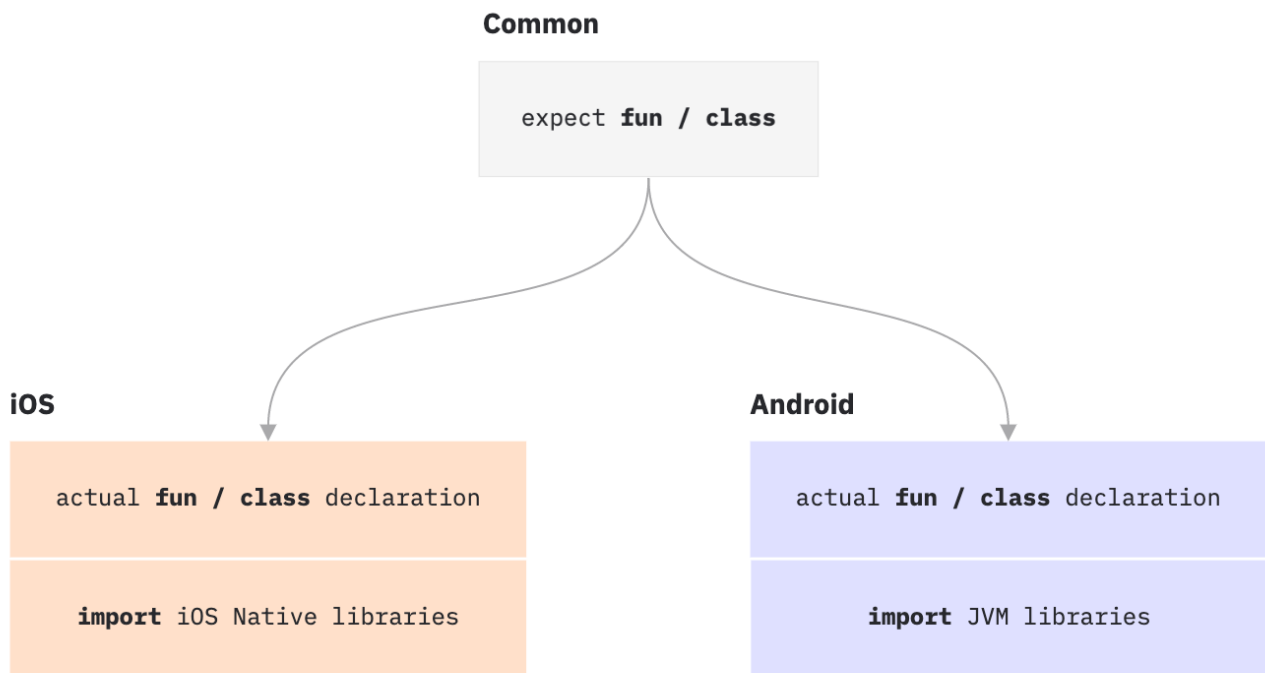 Common
expect fun / class
iOS
Android
actual fun / class declaration
actual fun / class declaration
import iOS Native libraries
import JVM libraries